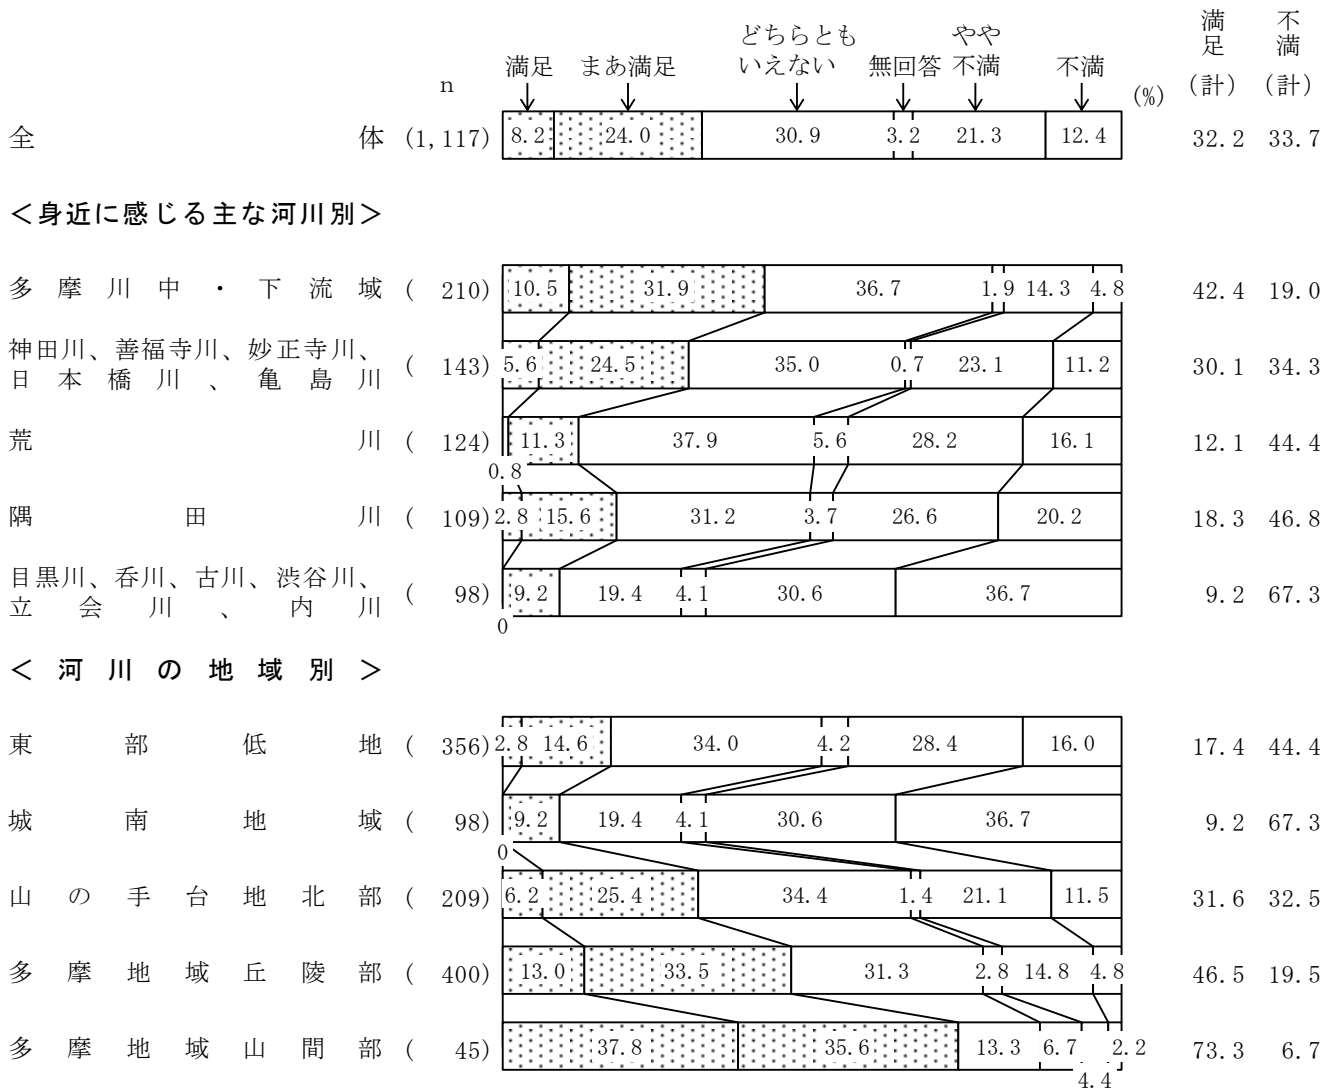 満足 まあ満足 どちらともいえない 無回答 やや不満 不満 満足（計） 不満（計）
n (%)
全体 (1,117) 8.2 24.0 30.9 3.2 21.3 12.4 32.2 33.7
＜身近に感じる主な河川別＞
多摩川中・下流域 ( 210) 10.5 31.9 36.7 1.9 14.3 4.8 42.4 19.0
神田川、善福寺川、妙正寺川、
日本橋川、亀島川 ( 143) 5.6 24.5 35.0 0.7 23.1 11.2 30.1 34.3
荒川 ( 124) 11.3 37.9 5.6 28.2 16.1 12.1 44.4
0.8
隅田川 ( 109) 2.8 15.6 31.2 3.7 26.6 20.2 18.3 46.8
目黒川、呑川、古川、渋谷川、
立会川、内川 ( 98) 9.2 19.4 4.1 30.6 36.7 9.2 67.3
0
＜河川の地域別＞
東部低地 ( 356) 2.8 14.6 34.0 4.2 28.4 16.0 17.4 44.4
城南地域 ( 98) 9.2 19.4 4.1 30.6 36.7 9.2 67.3
0
山の手台地北部 ( 209) 6.2 25.4 34.4 1.4 21.1 11.5 31.6 32.5
多摩地域丘陵部 ( 400) 13.0 33.5 31.3 2.8 14.8 4.8 46.5 19.5
多摩地域山間部 ( 45) 37.8 35.6 13.3 6.7 2.2 73.3 6.7
4.4